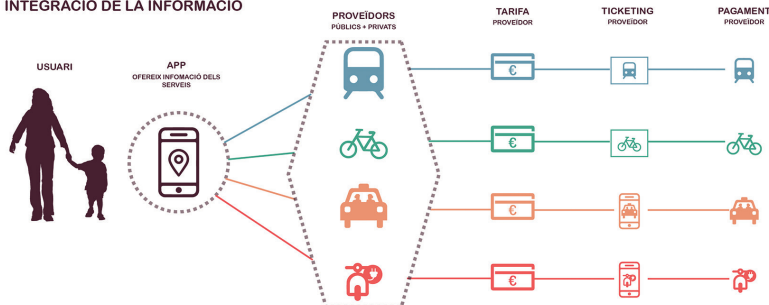 INTEGRACIÓ DE LA INFORMACIÓ
USUARI
APP
OFEREIX INFOMACIÓ DELS
SERVEIS
PROVEÏDORS
PÚBLICS + PRIVATS
TARIFA
PROVEÏDOR
TICKETING
PROVEÏDOR
PAGAMENT
PROVEÏDOR
€
€
€
€